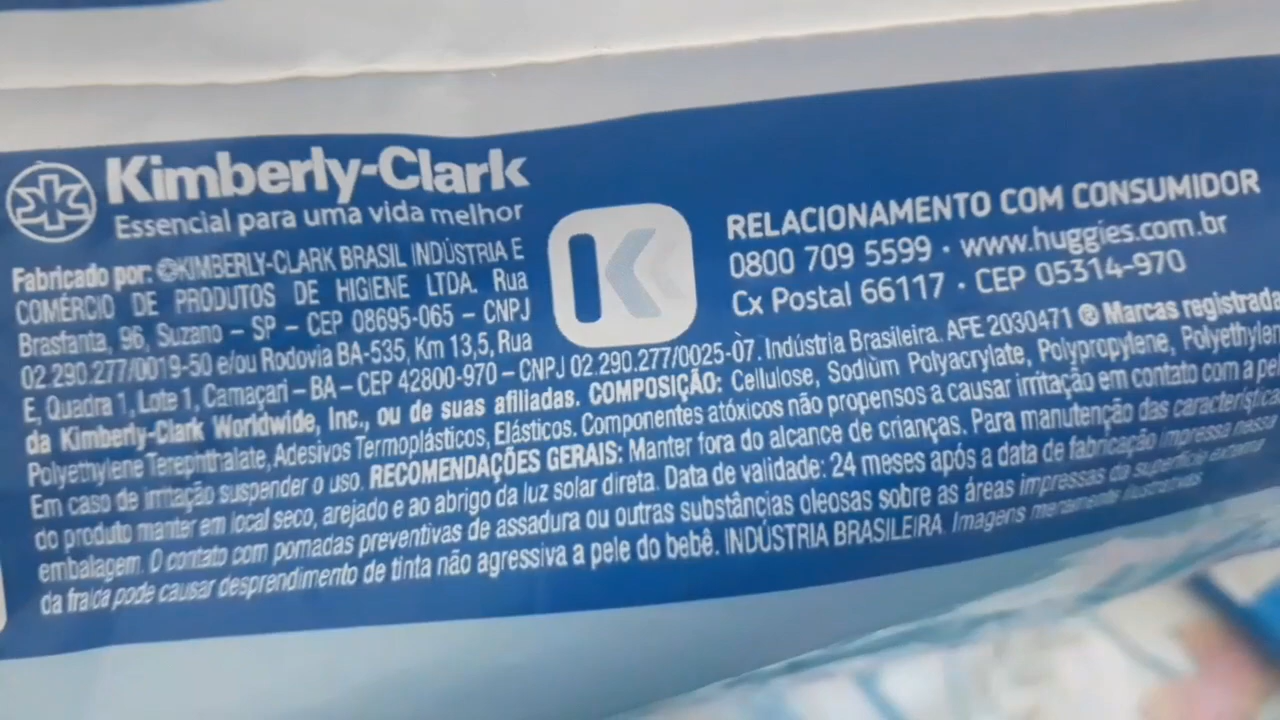 Kimberly-Clark
Essencial para uma vida melhor
Fabricado por: ©KIMBERLY-CLARK BRASIL INDÚSTRIA E
COMÉRCIO DE PRODUTOS DE HIGIENE LTDA. Rua
Brasfanta, 96, Suzano – SP – CEP 08695-065 – CNPJ
02.290.277/0019-50 e/ou Rodovia BA-535, Km 13,5, Rua
E, Quadra 1, Lote 1, Camaçari – BA – CEP 42800-970 – CNPJ 02.290.277/0025-07. Indústria Brasileira. AFE 2030471 ® Marcas registrada
da Kimberly-Clark Worldwide, Inc., ou de suas afiliadas. COMPOSIÇÃO: Cellulose, Sodium Polyacrylate, Polypropylene, Polyethylen
Polyethylene Terephthalate, Adesivos Termoplásticos, Elásticos. Componentes atóxicos não propensos a causar irritação em contato com a pel
Em caso de irritação suspender o uso. RECOMENDAÇÕES GERAIS: Manter fora do alcance de crianças. Para manutenção das característica
do produto manter em local seco, arejado e ao abrigo da luz solar direta. Data de validade: 24 meses após a data de fabricação impressa nessa
embalagem. O contato com pomadas preventivas de assadura ou outras substâncias oleosas sobre as áreas impressas da superfície externa
da fralda pode causar desprendimento de tinta não agressiva a pele do bebê. INDÚSTRIA BRASILEIRA. Imagens meramente ilustrativas
K
RELACIONAMENTO COM CONSUMIDOR
0800 709 5599 · www.huggies.com.br
Cx Postal 66117 · CEP 05314-970